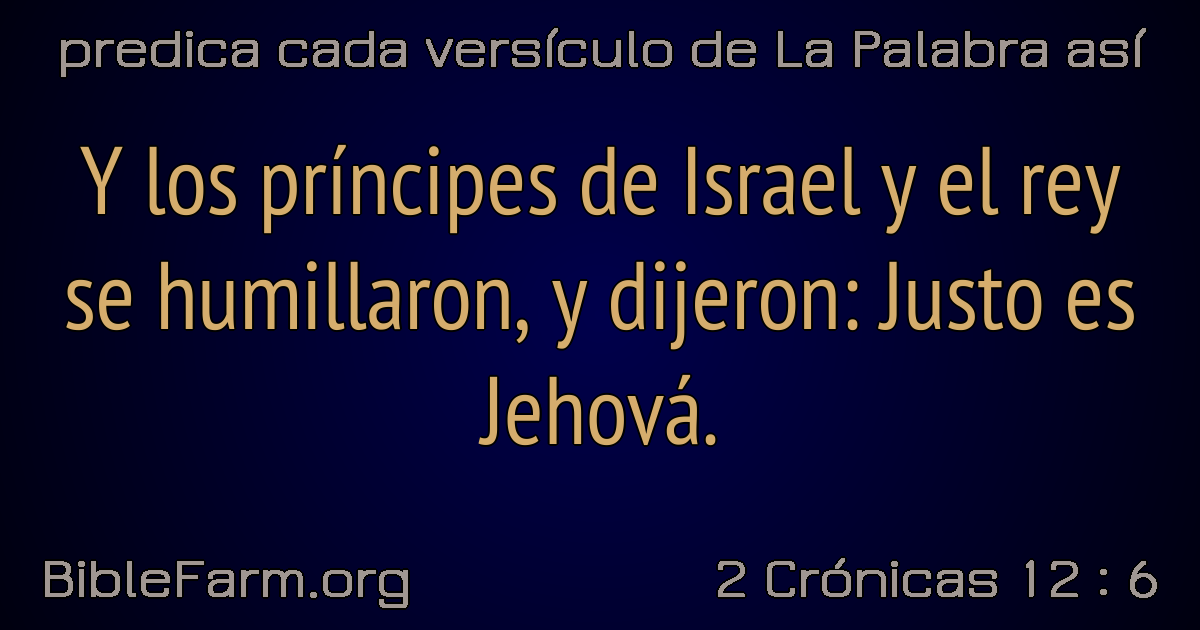 predica cada versículo de La Palabra así
Y los príncipes de Israel y el rey
se humillaron, y dijeron: Justo es
Jehová.
BibleFarm.org
2 Crónicas 12 : 6